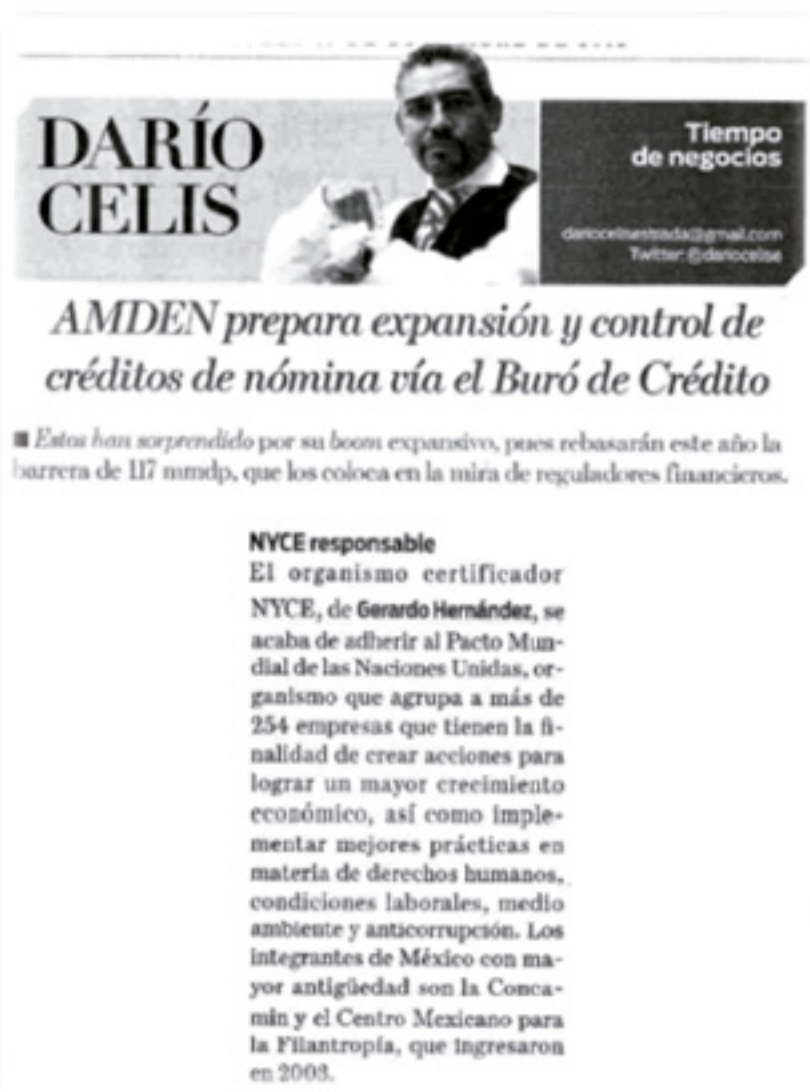 DARÍO
CELIS
Tiempo
de negocios
dariocelisestrada@gmail.com
Twitter: @dariocelise
AMDEN prepara expansión y control de
créditos de nómina vía el Buró de Crédito
Estos han sorprendido por su boom expansivo, pues rebasarán este año la
barrera de 117 mmdp, que los coloca en la mira de reguladores financieros.
NYCE responsable
El organismo certificador
NYCE, de Gerardo Hernández, se
acaba de adherir al Pacto Mun-
dial de las Naciones Unidas, or-
ganismo que agrupa a más de
254 empresas que tienen la fi-
nalidad de crear acciones para
lograr un mayor crecimiento
económico, así como imple-
mentar mejores prácticas en
materia de derechos humanos,
condiciones laborales, medio
ambiente y anticorrupción. Los
integrantes de México con ma-
yor antigüedad son la Conca-
min y el Centro Mexicano para
la Filantropía, que ingresaron
en 2003.